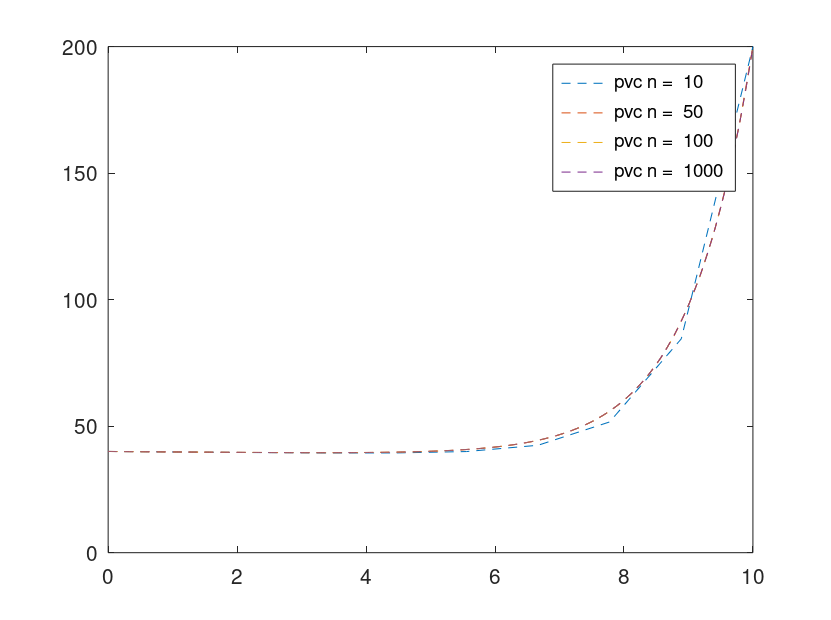 200
150
100
50
0
0 2 4 6 8 10
pvc n = 10
pvc n = 50
pvc n = 100
pvc n = 1000